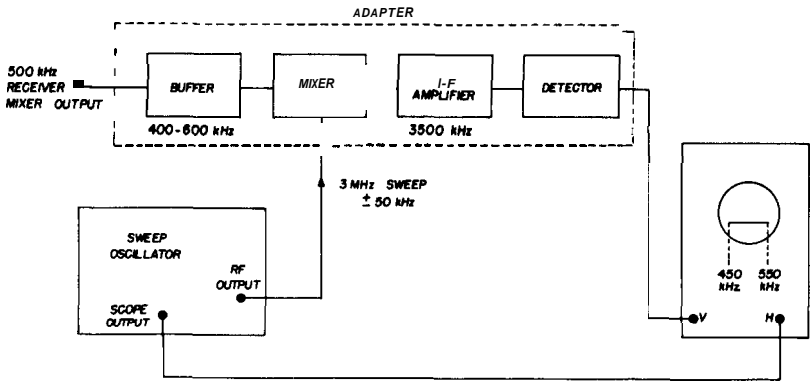 ADAPTER
500 kHz
RECEIVER
MIXER OUTPUT
BUFFER
400-600 kHz
MIXER
I-F
AMPLIFIER
3500 kHz
DETECTOR
3 MHz SWEEP
± 50 kHz
SWEEP
OSCILLATOR
RF
OUTPUT
SCOPE
OUTPUT
450
kHz
550
kHz
V
H